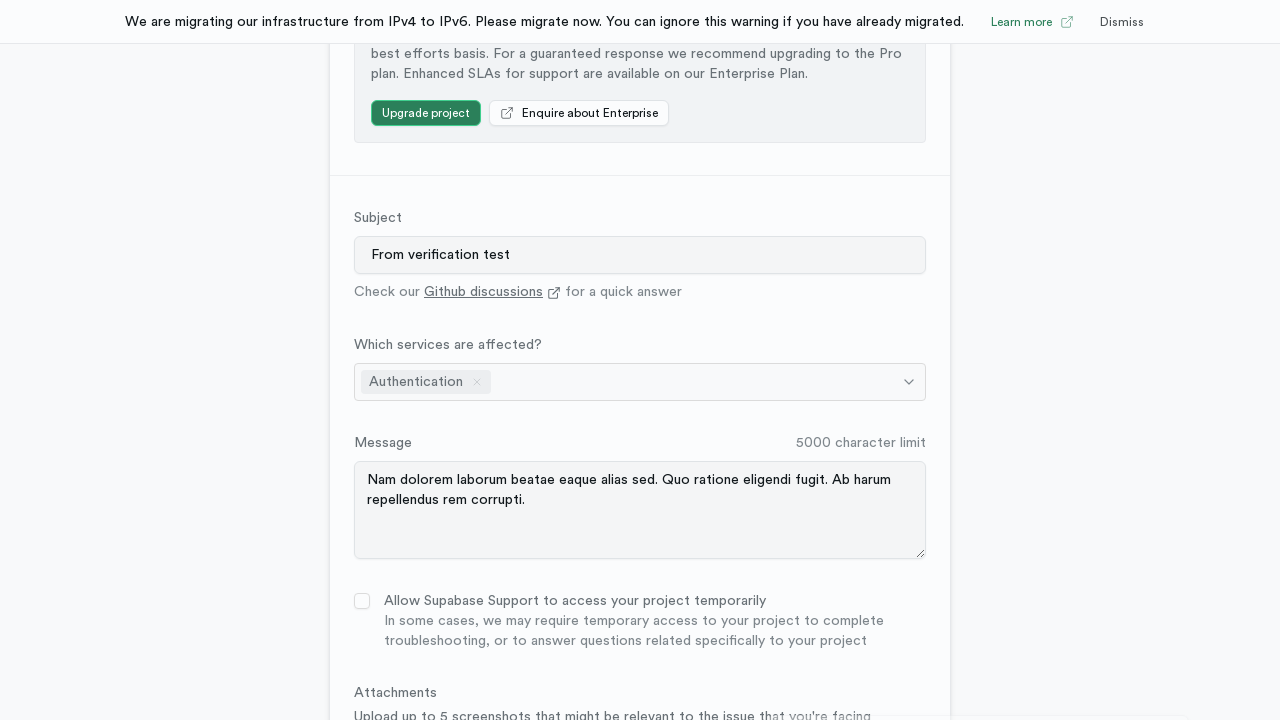 We are migrating our infrastructure from IPv4 to IPv6. Please migrate now. You can ignore this warning if you have already migrated.
Learn more
Dismiss
best efforts basis. For a guaranteed response we recommend upgrading to the Pro
plan. Enhanced SLAs for support are available on our Enterprise Plan.
Upgrade project
Enquire about Enterprise
Subject
From verification test
Check our Github discussions for a quick answer
Which services are affected?
Authentication
Message
5000 character limit
Nam dolorem laborum beatae eaque alias sed. Quo ratione eligendi fugit. Ab harum
repellendus rem corrupti.
Allow Supabase Support to access your project temporarily
In some cases, we may require temporary access to your project to complete
troubleshooting, or to answer questions related specifically to your project
Attachments
Upload up to 5 screenshots that might be relevant to the issue that you're facing